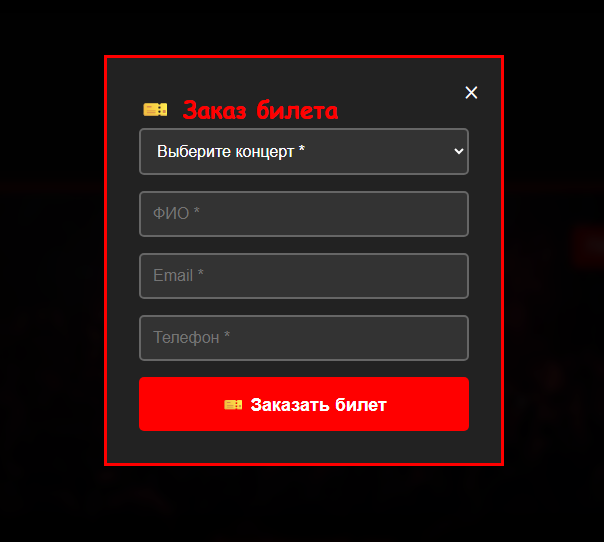 ×
🎫 Заказ билета
Выберите концерт *
ФИО *
Email *
Телефон *
🎫 Заказать билет